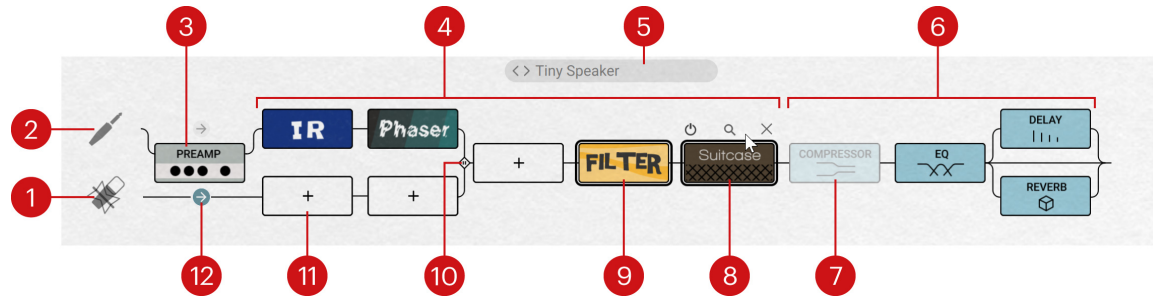 3
4
5
6
< > Tiny Speaker
2
IR
Phaser
DELAY
PREAMP
+
FILTER
Suitcase
COMPRESSOR
EQ
1
+
+
REVERB
12
11
10
9
8
7